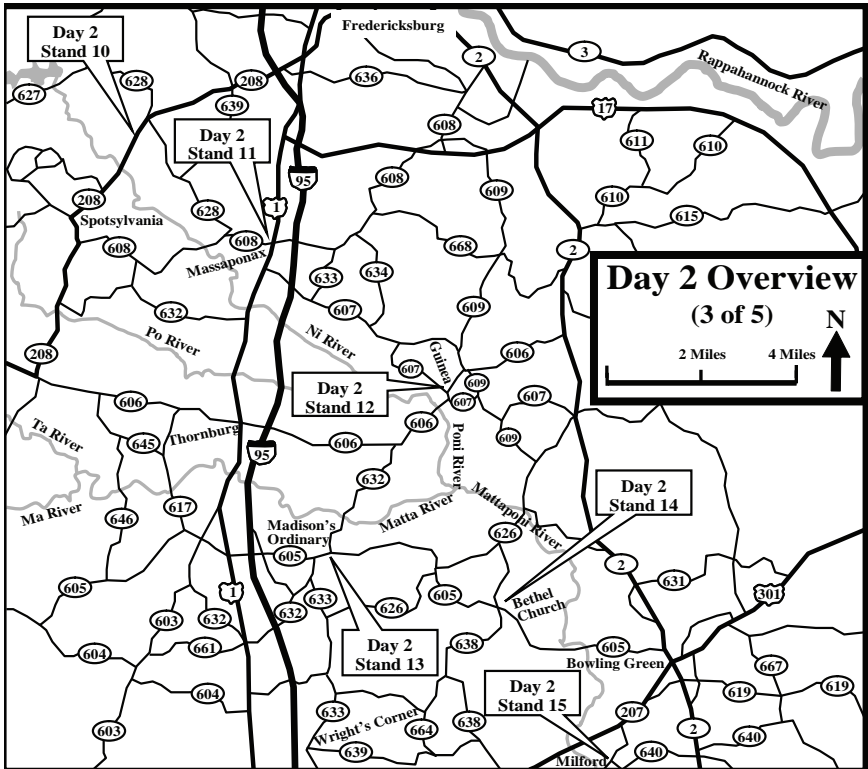 Fredericksburg
Day 2
Stand 10
2
3
Rappahannock River
627
628
208
636
639
17
Day 2
Stand 11
608
611
610
95
608
609
208
1
610
628
615
Spotsylvania
608
608
668
2
Massaponax
633
634
Day 2 Overview
(3 of 5)
N
2 Miles
4 Miles
632
607
609
Po River
Ni River
208
Guinea
606
607
609
Day 2
Stand 12
606
607
607
606
Ta River
645
Thornburg
606
609
95
Poni River
632
Day 2
Stand 14
Ma River
646
617
Matta River
Mattaponi River
Madison's
Ordinary
626
605
2
605
1
631
301
Bethel
Church
603
632
632
633
626
605
661
605
604
Day 2
Stand 13
638
Bowling Green
667
604
Day 2
Stand 15
619
619
633
207
603
Wright's Corner
664
638
2
640
639
Milford
640